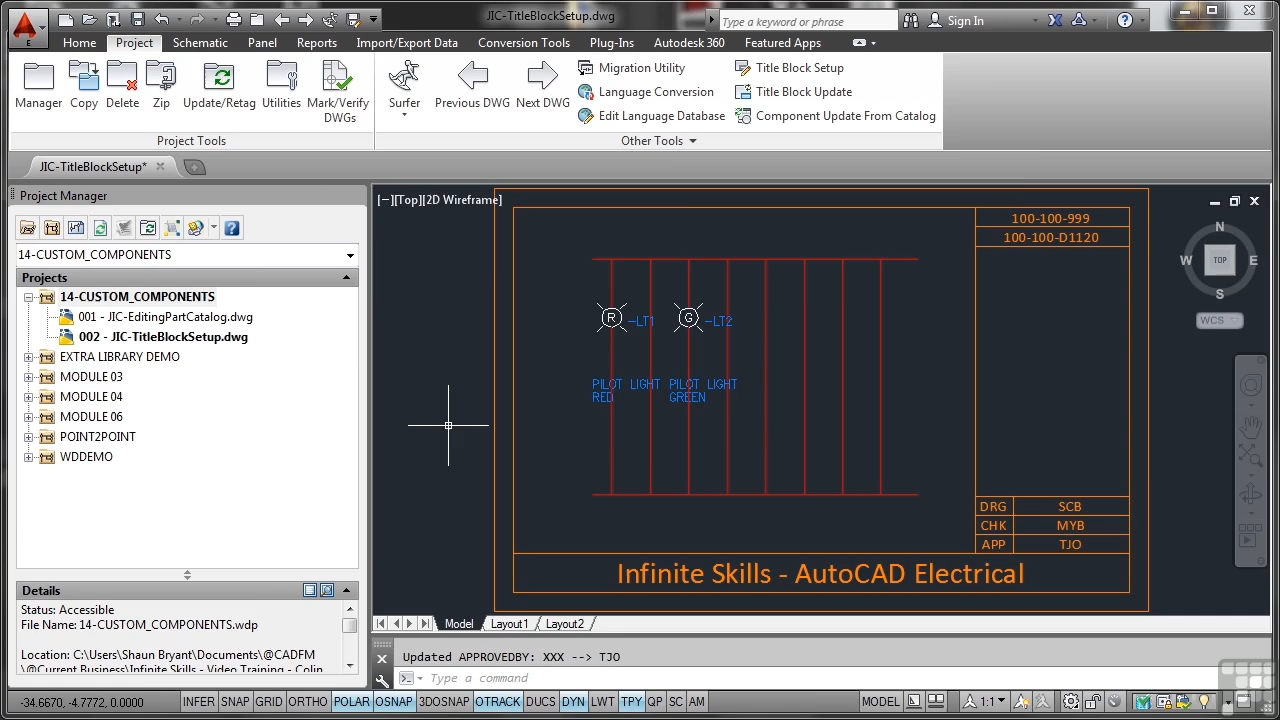 JIC-TitleBlockSetup.dwg
Type a keyword or phrase
Sign In
E
Home Project Schematic Panel Reports Import/Export Data Conversion Tools Plug-Ins Autodesk 360 Featured Apps
Manager Copy Delete Zip Update/Retag Utilities Mark/Verify DWGs
Surfer Previous DWG Next DWG
Migration Utility Title Block Setup
Language Conversion Title Block Update
Edit Language Database Component Update From Catalog
Project Tools Other Tools
JIC-TitleBlockSetup*
Project Manager
14-CUSTOM_COMPONENTS
Projects
14-CUSTOM_COMPONENTS
001 - JIC-EditingPartCatalog.dwg
002 - JIC-TitleBlockSetup.dwg
EXTRA LIBRARY DEMO
MODULE 03
MODULE 04
MODULE 06
POINT2POINT
WDDEMO
Details
Status: Accessible
File Name: 14-CUSTOM_COMPONENTS.wdp
Location: C:\Users\Shaun Bryant\Documents\@CADFM
\@Current Business\Infinite Skills - Video Training - Colin
[−][Top][2D Wireframe]
100-100-999
100-100-D1120
R -LT1 G -LT2
PILOT LIGHT PILOT LIGHT
RED GREEN
DRG SCB
CHK MYB
APP TJO
Infinite Skills - AutoCAD Electrical
N
W TOP E
S
WCS
Model Layout1 Layout2
Updated APPROVEDBY: XXX --> TJO
Type a command
-34.6670, -4.7772, 0.0000 INFER SNAP GRID ORTHO POLAR OSNAP 3DOSNAP OTRACK DUCS DYN LWT TPY QP SC AM MODEL 1:1